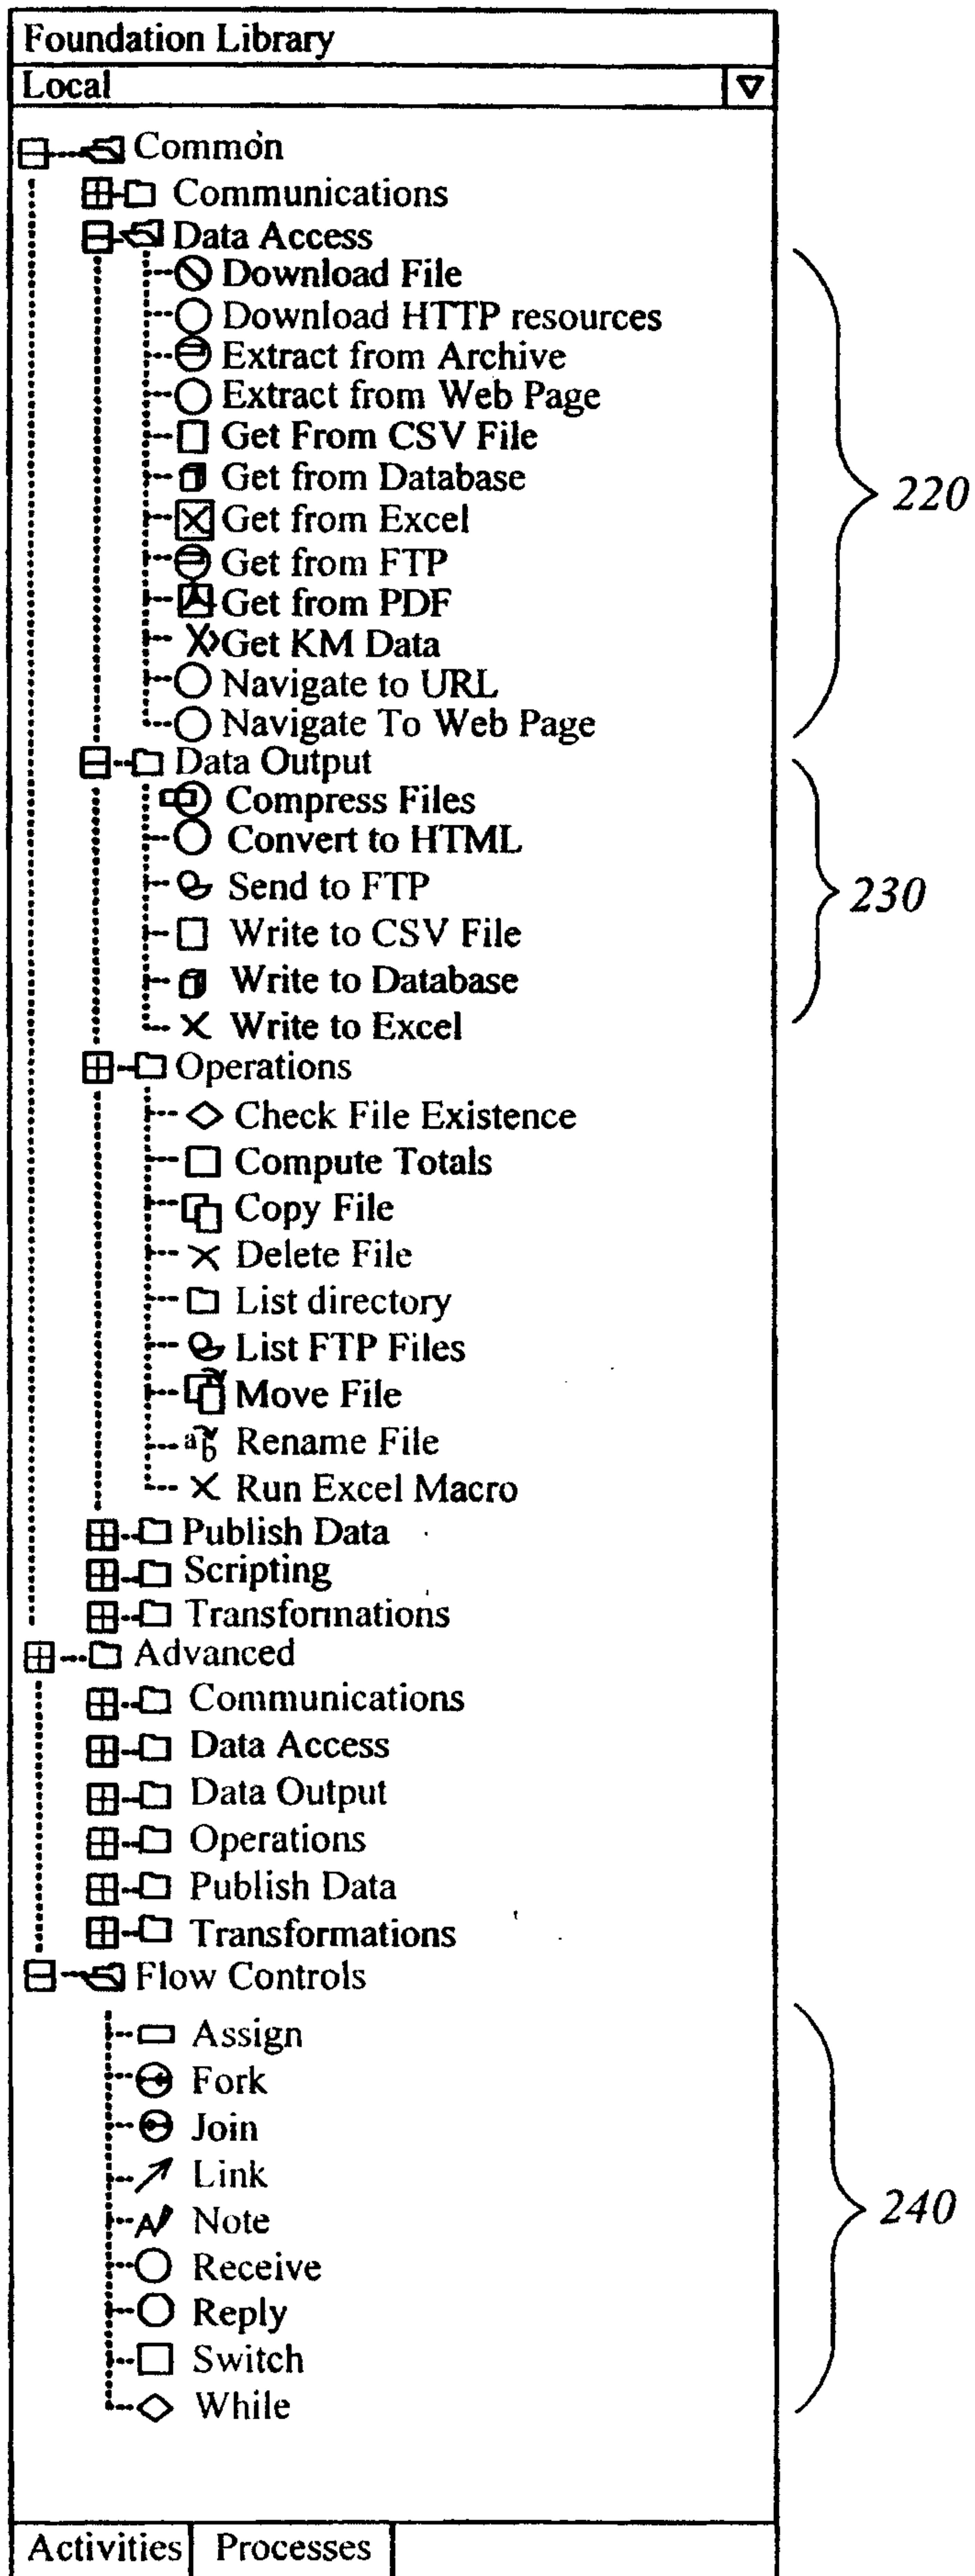 Foundation Library
Local
Common
Communications
Data Access
Download File
Download HTTP resources
Extract from Archive
Extract from Web Page
Get From CSV File
Get from Database
Get from Excel
Get from FTP
Get from PDF
Get KM Data
Navigate to URL
Navigate To Web Page
220
Data Output
Compress Files
Convert to HTML
Send to FTP
Write to CSV File
Write to Database
Write to Excel
230
Operations
Check File Existence
Compute Totals
Copy File
Delete File
List directory
List FTP Files
Move File
Rename File
Run Excel Macro
Publish Data
Scripting
Transformations
Advanced
Communications
Data Access
Data Output
Operations
Publish Data
Transformations
Flow Controls
Assign
Fork
Join
Link
Note
Receive
Reply
Switch
While
240
Activities Processes